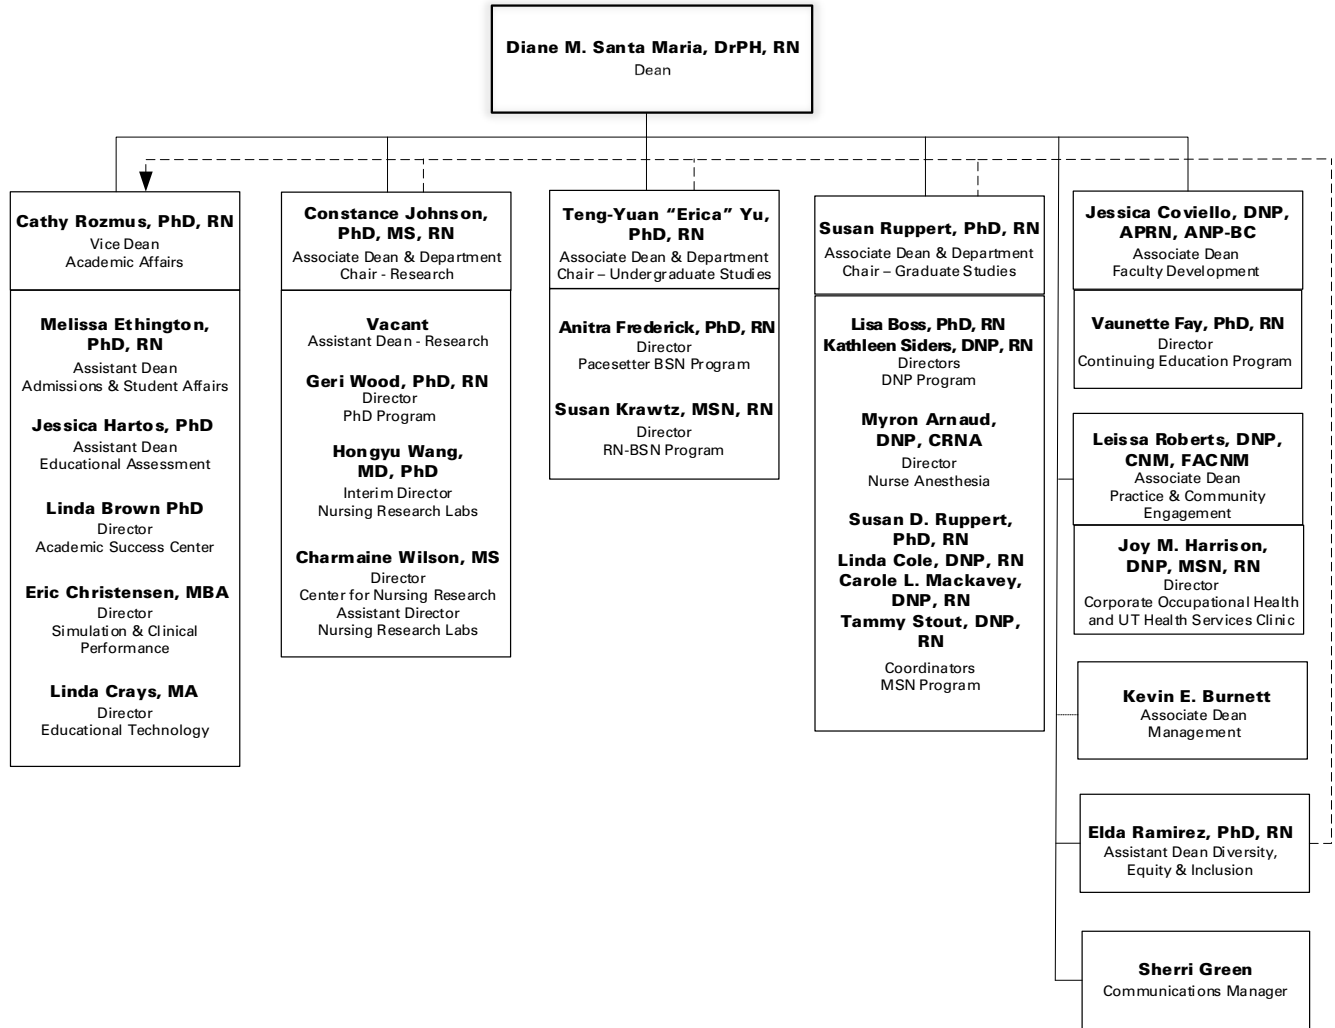 Diane M. Santa Maria, DrPH, RN
Dean
Cathy Rozmus, PhD, RN
Vice Dean
Academic Affairs
Melissa Ethington,
PhD, RN
Assistant Dean
Admissions & Student Affairs
Jessica Hartos, PhD
Assistant Dean
Educational Assessment
Linda Brown PhD
Director
Academic Success Center
Eric Christensen, MBA
Director
Simulation & Clinical
Performance
Linda Crays, MA
Director
Educational Technology
Constance Johnson,
PhD, MS, RN
Associate Dean & Department
Chair - Research
Vacant
Assistant Dean - Research
Geri Wood, PhD, RN
Director
PhD Program
Hongyu Wang,
MD, PhD
Interim Director
Nursing Research Labs
Charmaine Wilson, MS
Director
Center for Nursing Research
Assistant Director
Nursing Research Labs
Teng-Yuan “Erica” Yu,
PhD, RN
Associate Dean & Department
Chair – Undergraduate Studies
Anitra Frederick, PhD, RN
Director
Pacesetter BSN Program
Susan Krawtz, MSN, RN
Director
RN-BSN Program
Susan Ruppert, PhD, RN
Associate Dean & Department
Chair – Graduate Studies
Lisa Boss, PhD, RN
Kathleen Siders, DNP, RN
Directors
DNP Program
Myron Arnaud,
DNP, CRNA
Director
Nurse Anesthesia
Susan D. Ruppert,
PhD, RN
Linda Cole, DNP, RN
Carole L. Mackavey,
DNP, RN
Tammy Stout, DNP,
RN
Coordinators
MSN Program
Jessica Coviello, DNP,
APRN, ANP-BC
Associate Dean
Faculty Development
Vaunette Fay, PhD, RN
Director
Continuing Education Program
Leissa Roberts, DNP,
CNM, FACNM
Associate Dean
Practice & Community
Engagement
Joy M. Harrison,
DNP, MSN, RN
Director
Corporate Occupational Health
and UT Health Services Clinic
Kevin E. Burnett
Associate Dean
Management
Elda Ramirez, PhD, RN
Assistant Dean Diversity,
Equity & Inclusion
Sherri Green
Communications Manager